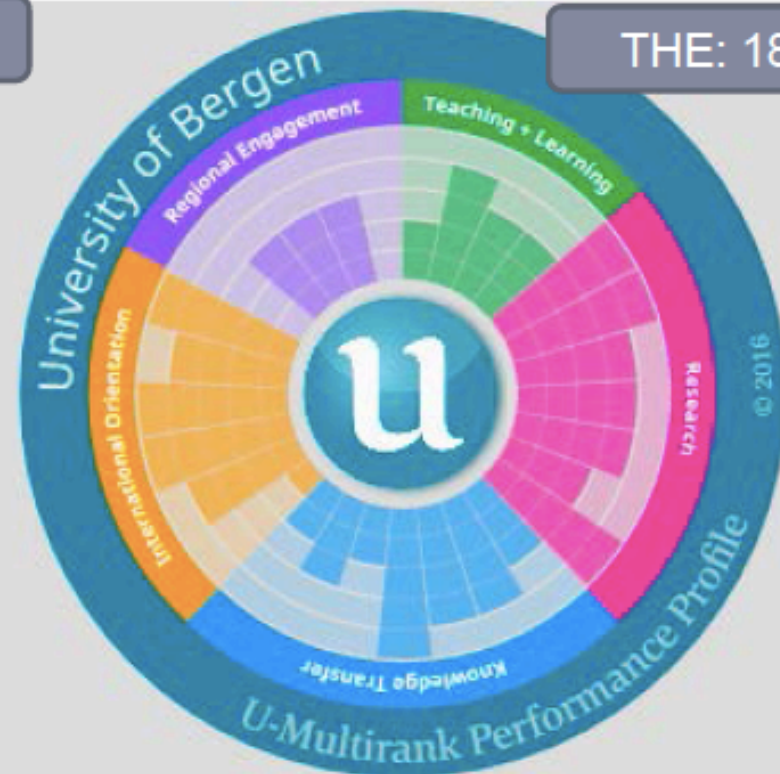 THE: 18
University of Bergen
Regional Engagement
Teaching + Learning
Research
International Orientation
Knowledge Transfer
u
© 2016
U-Multirank Performance Profile